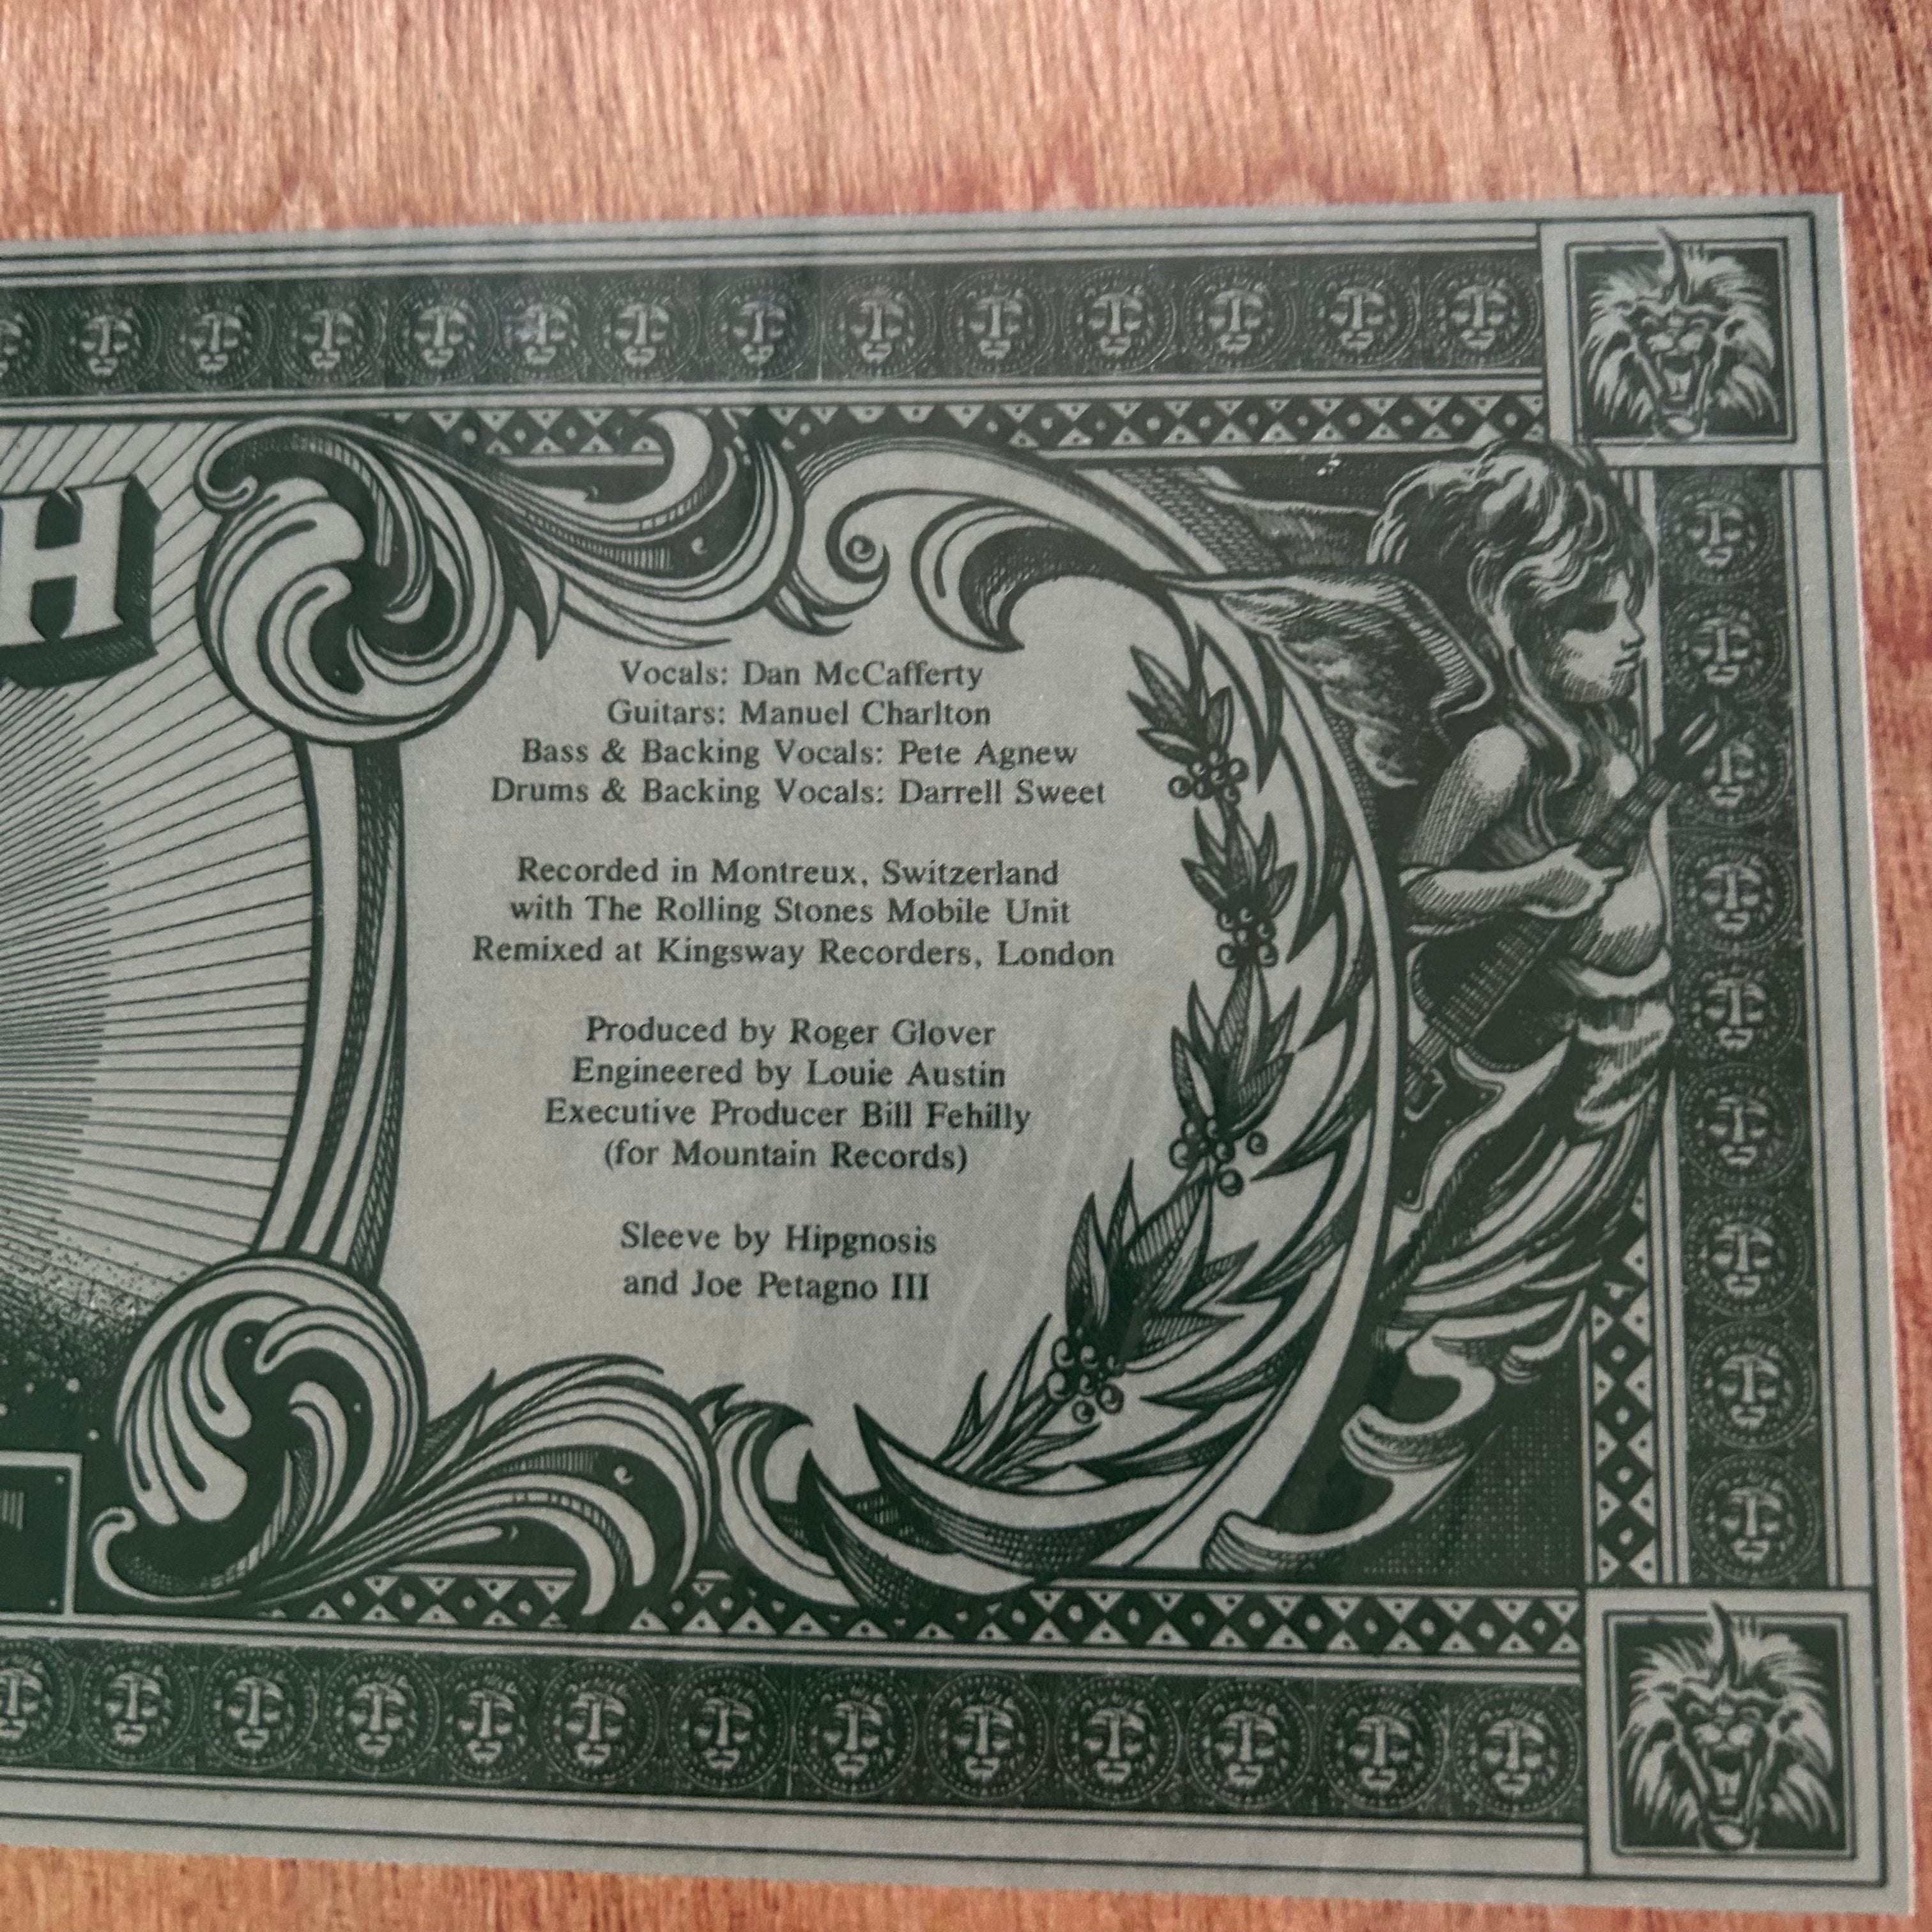 H
Vocals: Dan McCafferty
Guitars: Manuel Charlton
Bass & Backing Vocals: Pete Agnew
Drums & Backing Vocals: Darrell Sweet
Recorded in Montreux, Switzerland
with The Rolling Stones Mobile Unit
Remixed at Kingsway Recorders, London
Produced by Roger Glover
Engineered by Louie Austin
Executive Producer Bill Fehilly
(for Mountain Records)
Sleeve by Hipgnosis
and Joe Petagno III